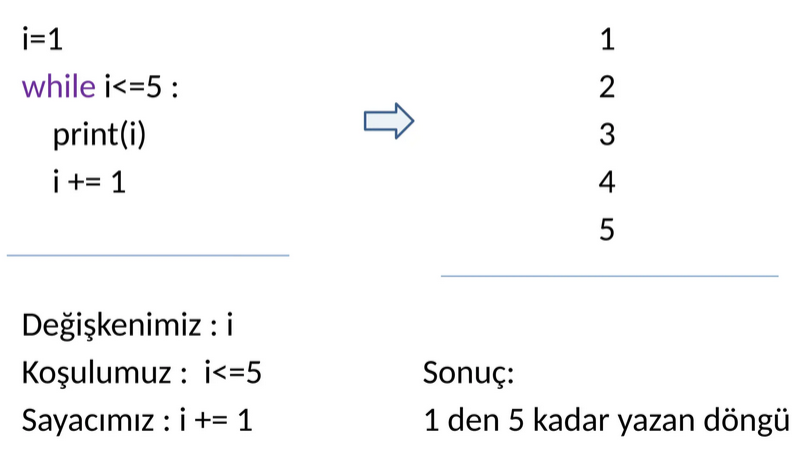 i=1
while i<=5 :
print(i)
i += 1
1
2
3
4
5
Değişkenimiz : i
Koşulumuz : i<=5
Sayacımız : i += 1
Sonuç:
1 den 5 kadar yazan döngü